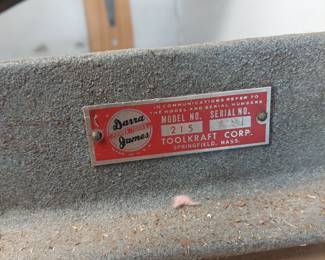 Darra
James
IN COMMUNICATIONS REFER TO
THE MODEL AND SERIAL NUMBERS
MODEL NO. SERIAL NO.
215
TOOLKRAFT CORP.
SPRINGFIELD, MASS.